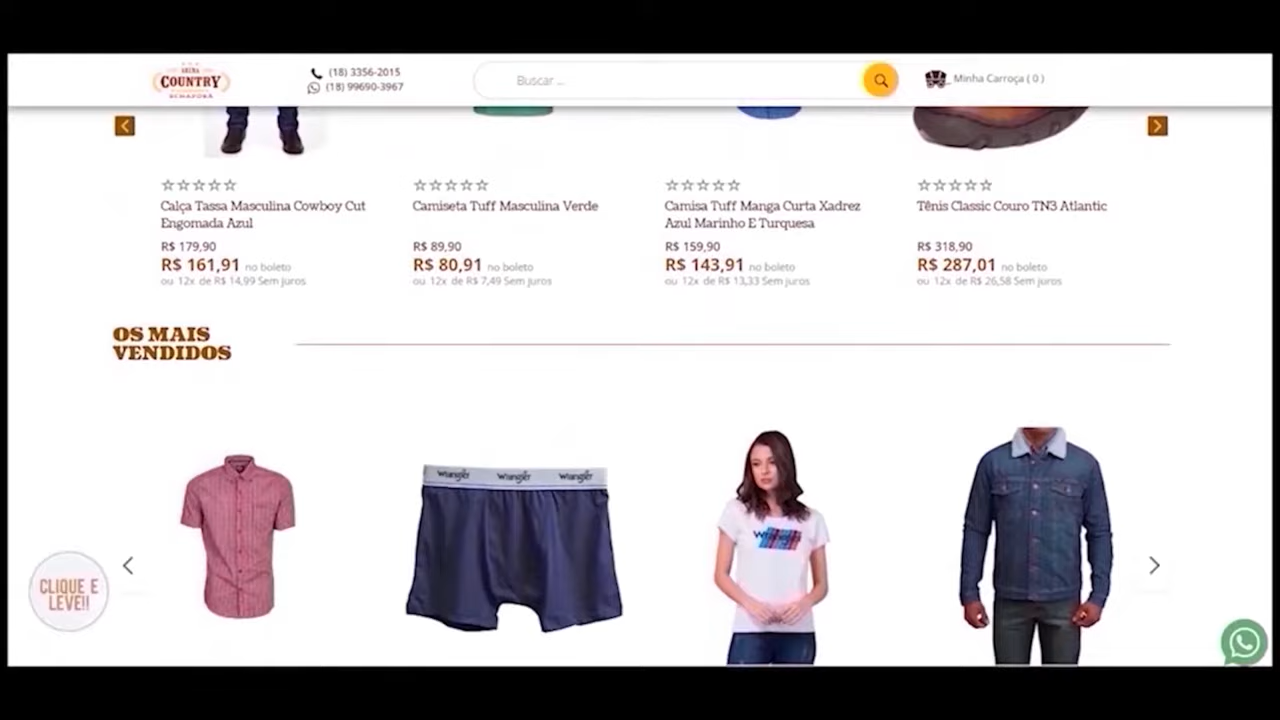 ARENA
COUNTRY
ECHAPORÃ
(18) 3356-2015
(18) 99690-3967
Buscar ...
Minha Carroça ( 0 )
Calça Tassa Masculina Cowboy Cut
Engomada Azul
R$ 179,90
R$ 161,91 no boleto
ou 12x de R$ 14,99 Sem juros
Camiseta Tuff Masculina Verde
R$ 89,90
R$ 80,91 no boleto
ou 12x de R$ 7,49 Sem juros
Camisa Tuff Manga Curta Xadrez
Azul Marinho E Turquesa
R$ 159,90
R$ 143,91 no boleto
ou 12x de R$ 13,33 Sem juros
Tênis Classic Couro TN3 Atlantic
R$ 318,90
R$ 287,01 no boleto
ou 12x de R$ 26,58 Sem juros
OS MAIS
VENDIDOS
Wrangler Wrangler Wrangler
Wrangler
CLIQUE E
LEVE!!